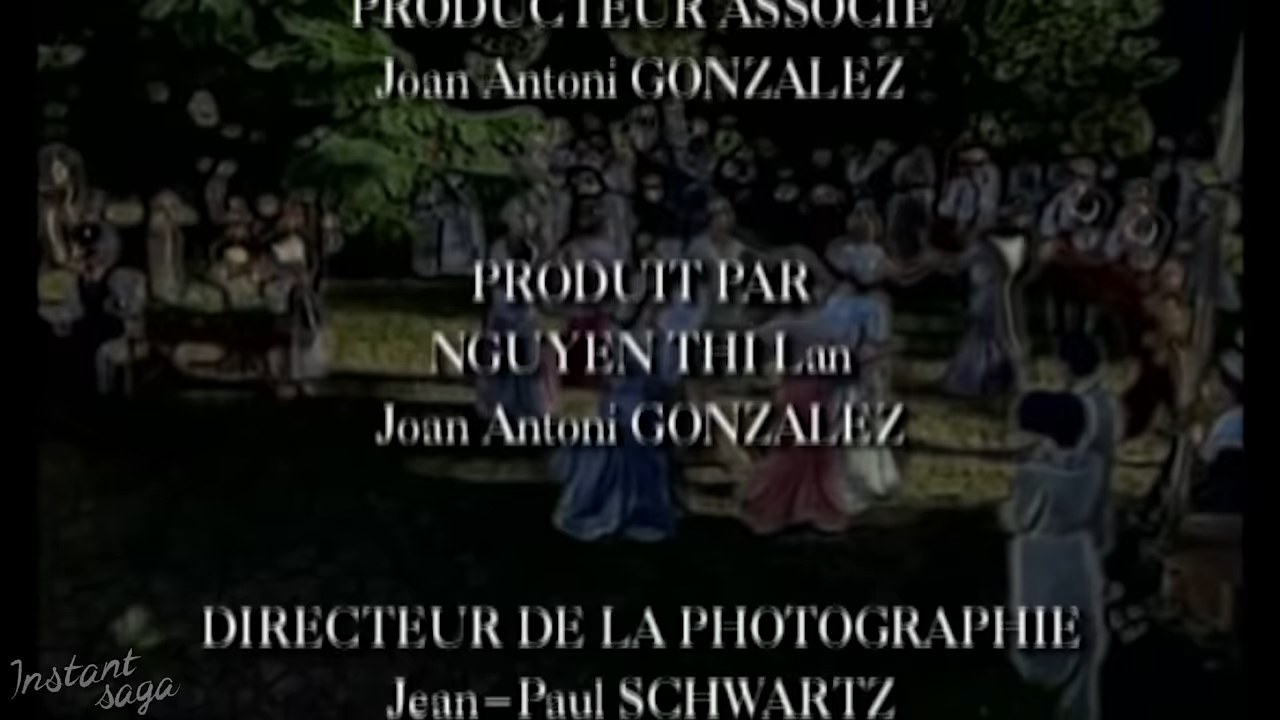 PRODUCTEUR ASSOCIÉ
Joan Antoni GONZALEZ
PRODUIT PAR
NGUYEN THI Lan
Joan Antoni GONZALEZ
DIRECTEUR DE LA PHOTOGRAPHIE
Jean-Paul SCHWARTZ
Instant
saga